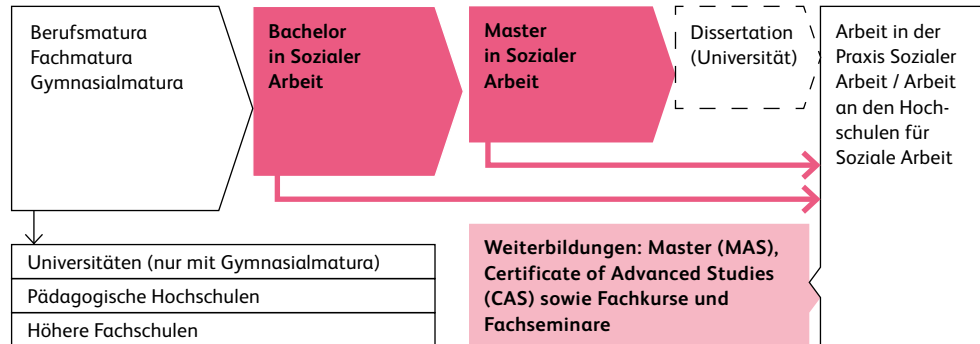 Berufsmatura
Fachmatura
Gymnasialmatura
Bachelor
in Sozialer
Arbeit
Master
in Sozialer
Arbeit
Dissertation
(Universität)
Arbeit in der
Praxis Sozialer
Arbeit / Arbeit
an den Hoch-
schulen für
Soziale Arbeit
Universitäten (nur mit Gymnasialmatura)
Pädagogische Hochschulen
Höhere Fachschulen
Weiterbildungen: Master (MAS),
Certificate of Advanced Studies
(CAS) sowie Fachkurse und
Fachseminare